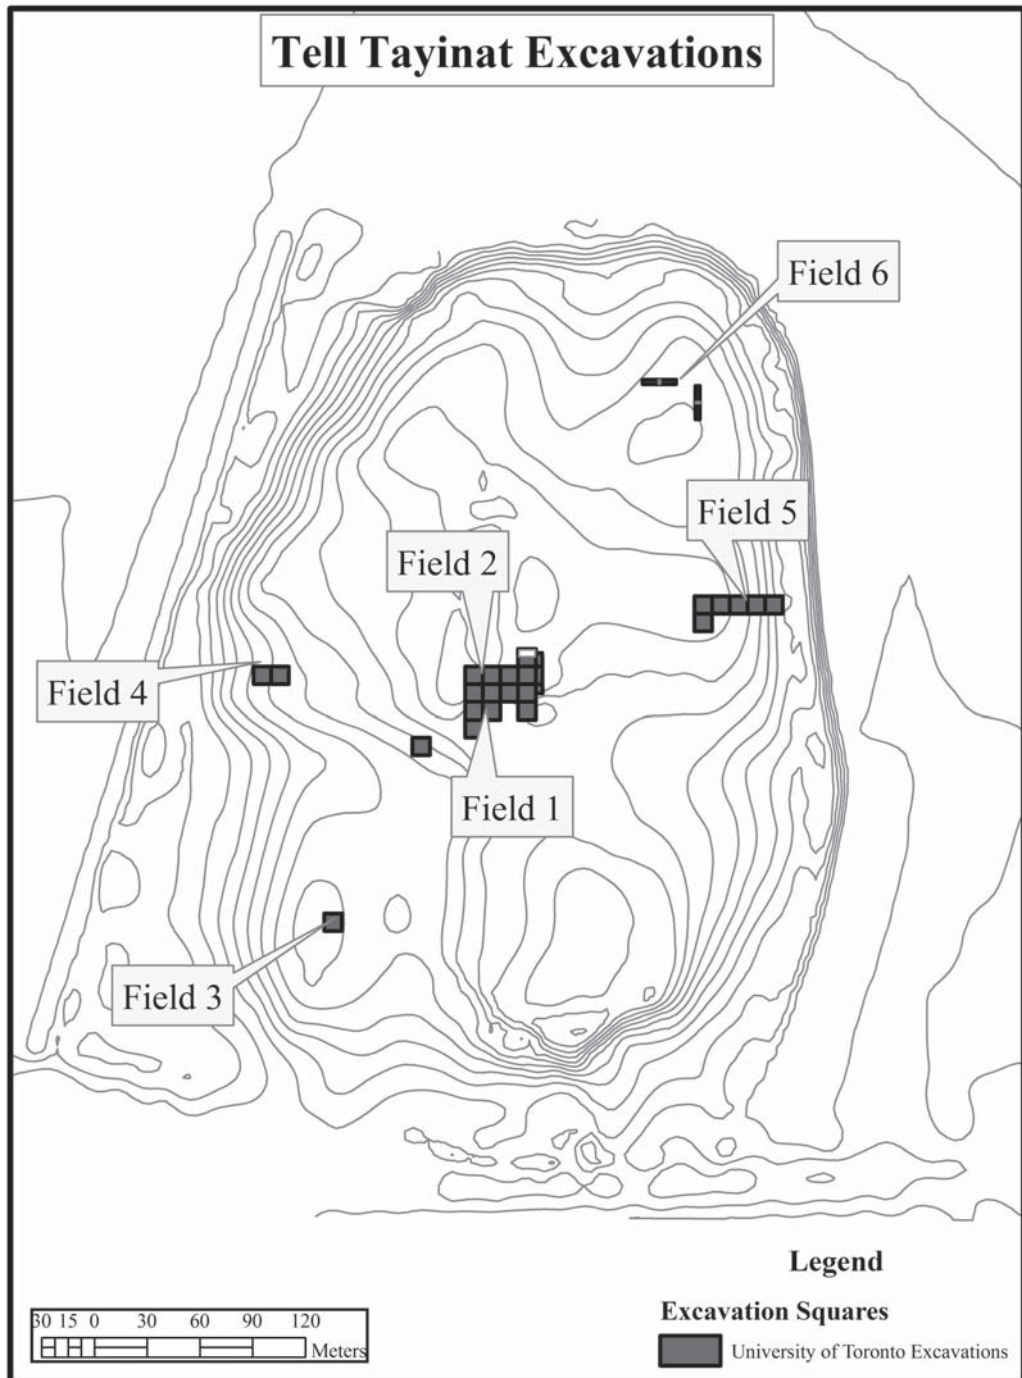 Tell Tayinat Excavations
Field 6
Field 5
Field 2
Field 4
Field 1
Field 3
Legend
Excavation Squares
University of Toronto Excavations
30 15 0 30 60 90 120
Meters